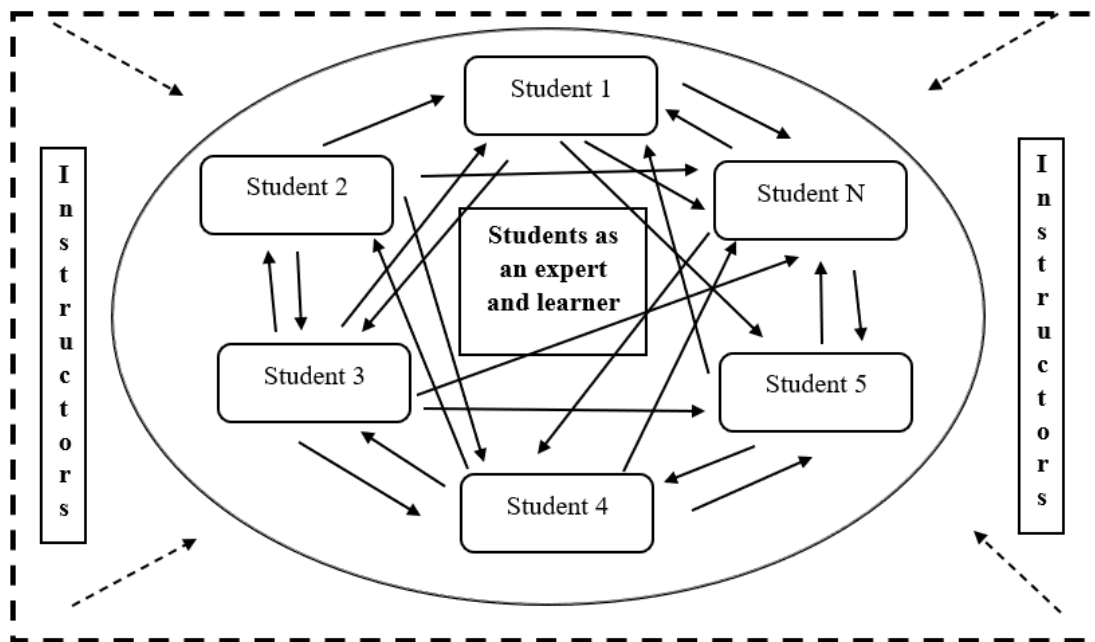 Student 1
Student 2
Student N
Students as
an expert
and learner
Student 3
Student 5
Student 4
I
n
s
t
r
u
c
t
o
r
s
I
n
s
t
r
u
c
t
o
r
s